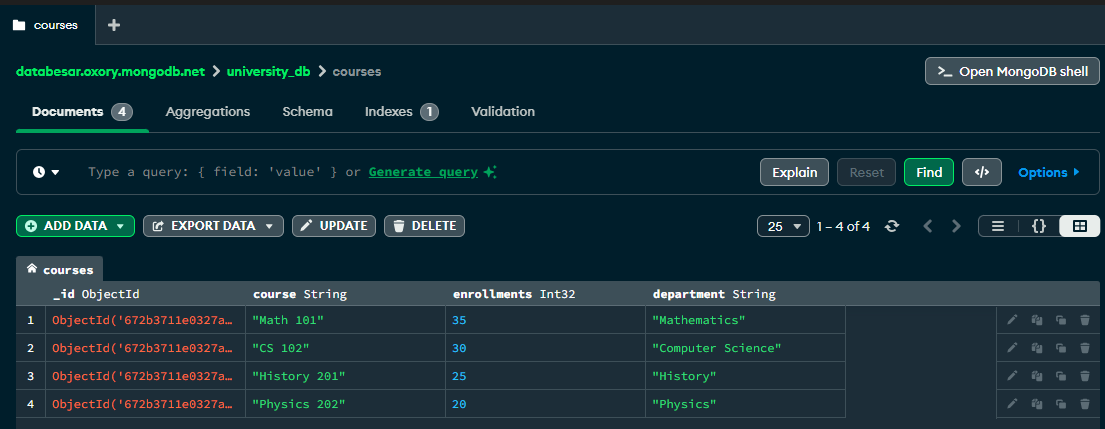 courses
databesar.oxory.mongodb.net > university_db > courses
>_ Open MongoDB shell
Documents 4 Aggregations Schema Indexes 1 Validation
Type a query: { field: 'value' } or Generate query
Explain Reset Find </> Options
ADD DATA EXPORT DATA UPDATE DELETE 25 1 – 4 of 4 {}
courses
_id ObjectId course String enrollments Int32 department String
1 ObjectId('672b3711e0327a… "Math 101" 35 "Mathematics"
2 ObjectId('672b3711e0327a… "CS 102" 30 "Computer Science"
3 ObjectId('672b3711e0327a… "History 201" 25 "History"
4 ObjectId('672b3711e0327a… "Physics 202" 20 "Physics"